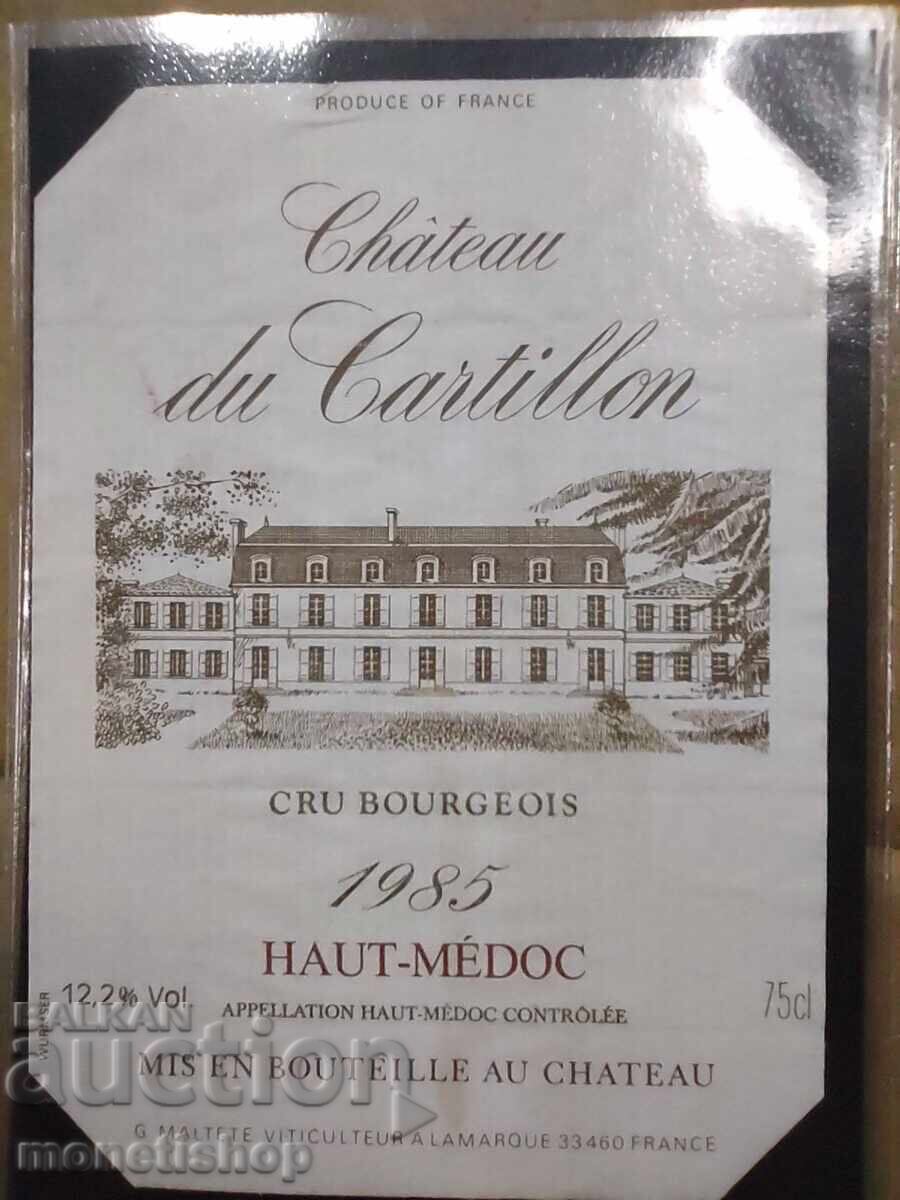 PRODUCE OF FRANCE
Château
du Cartillon
CRU BOURGEOIS
1985
HAUT-MÉDOC
12,2% Vol.
75cl
APPELLATION HAUT-MÉDOC CONTRÔLÉE
MIS EN BOUTEILLE AU CHATEAU
G. MALTETE VITICULTEUR A LAMARQUE 33460 FRANCE
WURMSER
BALKAN
auction
monetishop